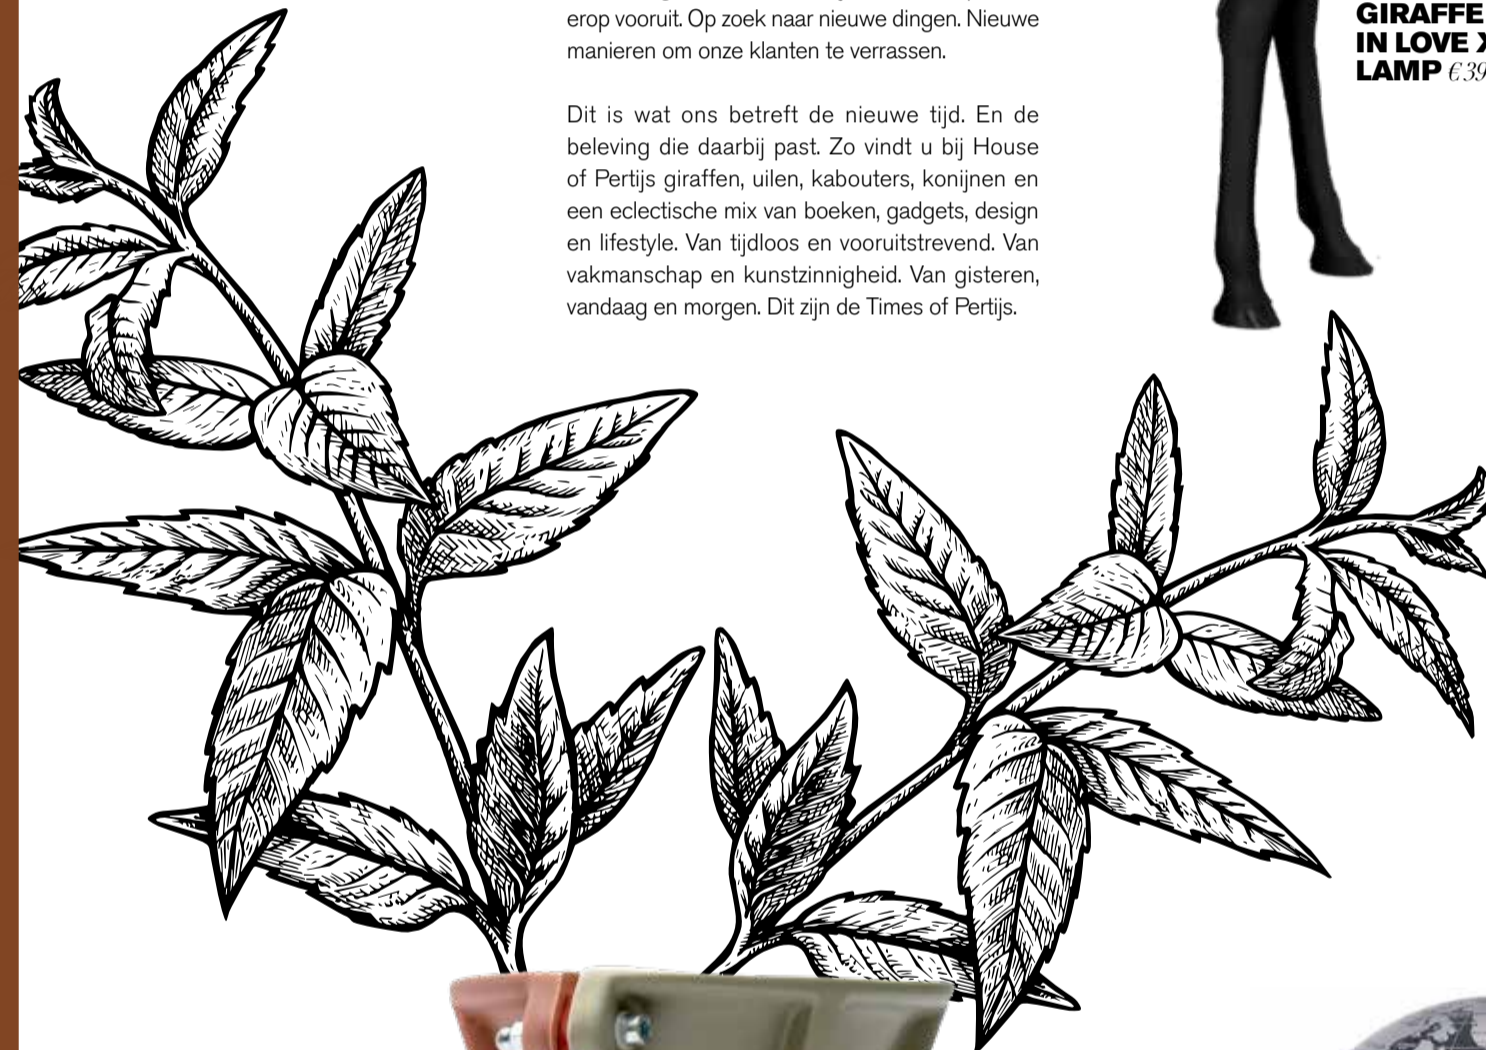 erop vooruit. Op zoek naar nieuwe dingen. Nieuwe
manieren om onze klanten te verrassen.
Dit is wat ons betreft de nieuwe tijd. En de
beleving die daarbij past. Zo vindt u bij House
of Pertijs giraffen, uilen, kabouters, konijnen en
een eclectische mix van boeken, gadgets, design
en lifestyle. Van tijdloos en vooruitstrevend. Van
vakmanschap en kunstzinnigheid. Van gisteren,
vandaag en morgen. Dit zijn de Times of Pertijs.
GIRAFFE
IN LOVE
LAMP